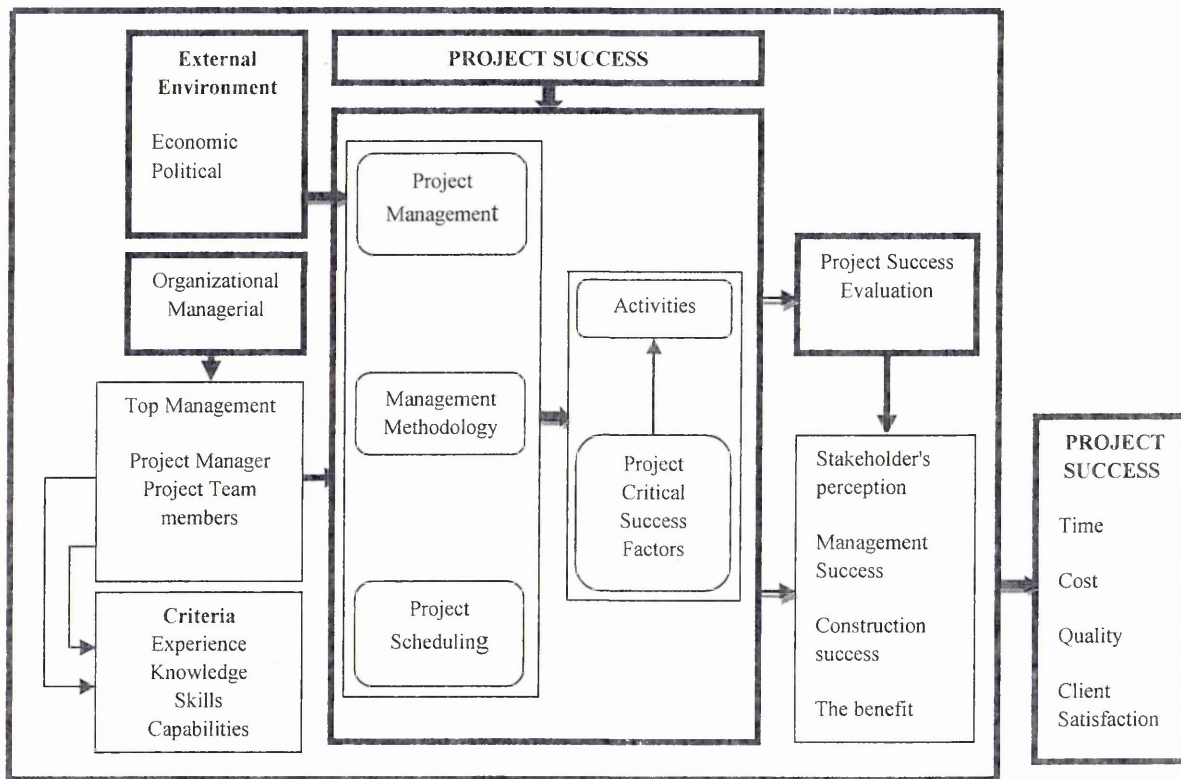 External
Environment
Economic
Political
PROJECT SUCCESS
Project
Management
Organizational
Managerial
Top Management
Project Manager
Project Team
members
Criteria
Experience
Knowledge
Skills
Capabilities
Management
Methodology
Project
Scheduling
Activities
Project
Critical
Success
Factors
Project Success
Evaluation
Stakeholder's
perception
Management
Success
Construction
success
The benefit
PROJECT
SUCCESS
Time
Cost
Quality
Client
Satisfaction